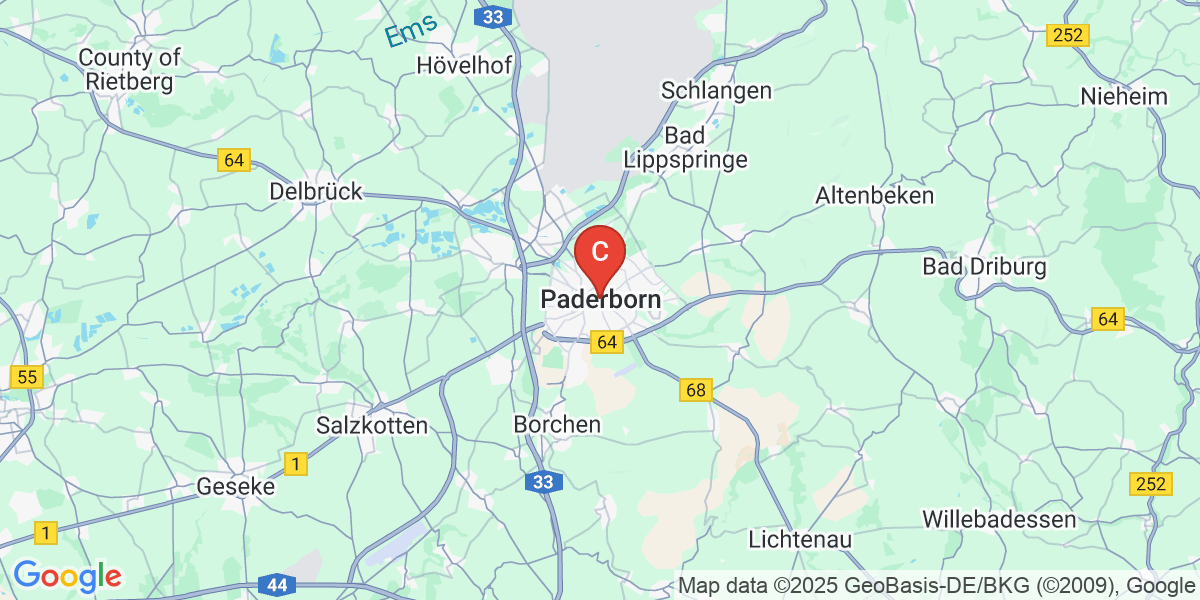 33
Ems
252
County of
Rietberg
Hövelhof
Schlangen
Nieheim
Bad
Lippspringe
64
Delbrück
Altenbeken
C
Bad Driburg
Paderborn
64
64
55
68
Salzkotten
Borchen
1
33
Geseke
252
1
Willebadessen
Lichtenau
44
Google
Map data ©2025 GeoBasis-DE/BKG (©2009), Google